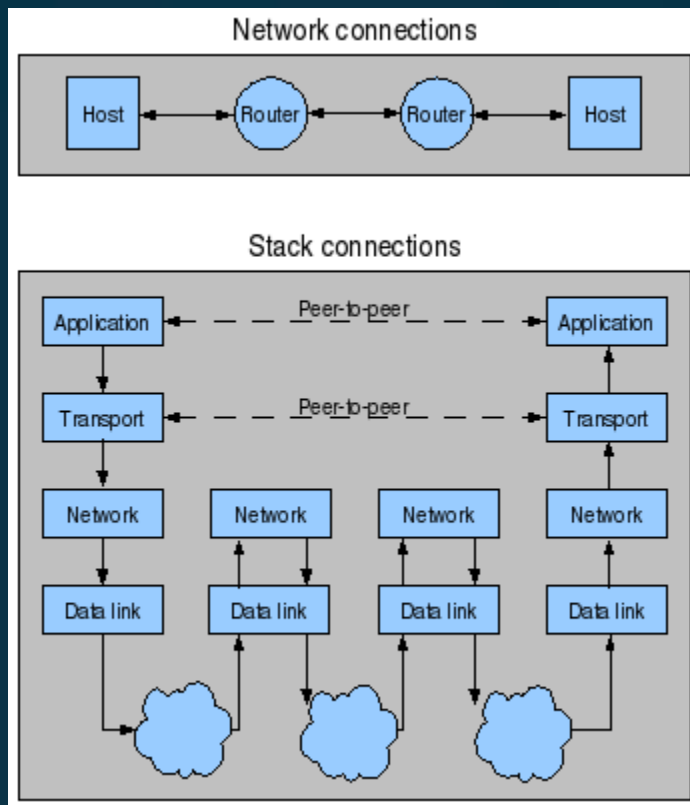 Network connections
Host Router Router Host
Stack connections
Application Peer-to-peer Application
Transport Peer-to-peer Transport
Network Network Network Network
Data link Data link Data link Data link